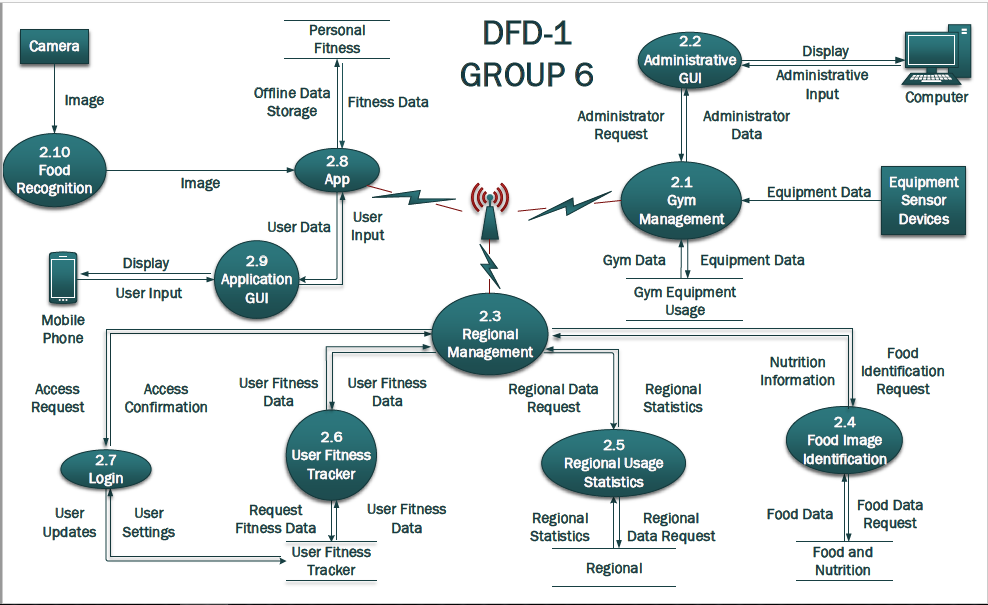 DFD-1
GROUP 6
Camera
Image
2.10
Food
Recognition
Image
Personal
Fitness
Offline Data
Storage
Fitness Data
2.8
App
User Data
User
Input
2.9
Application
GUI
Display
User Input
Mobile
Phone
2.2
Administrative
GUI
Display
Administrative
Input
Computer
Administrator
Request
Administrator
Data
2.1
Gym
Management
Equipment Data
Equipment
Sensor
Devices
Gym Data
Equipment Data
Gym Equipment
Usage
2.3
Regional
Management
Access
Request
Access
Confirmation
User Fitness
Data
User Fitness
Data
Regional Data
Request
Regional
Statistics
Nutrition
Information
Food
Identification
Request
2.7
Login
2.6
User Fitness
Tracker
2.5
Regional Usage
Statistics
2.4
Food Image
Identification
User
Updates
User
Settings
Request
Fitness Data
User Fitness
Data
Regional
Statistics
Regional
Data Request
Food Data
Food Data
Request
User Fitness
Tracker
Regional
Food and
Nutrition